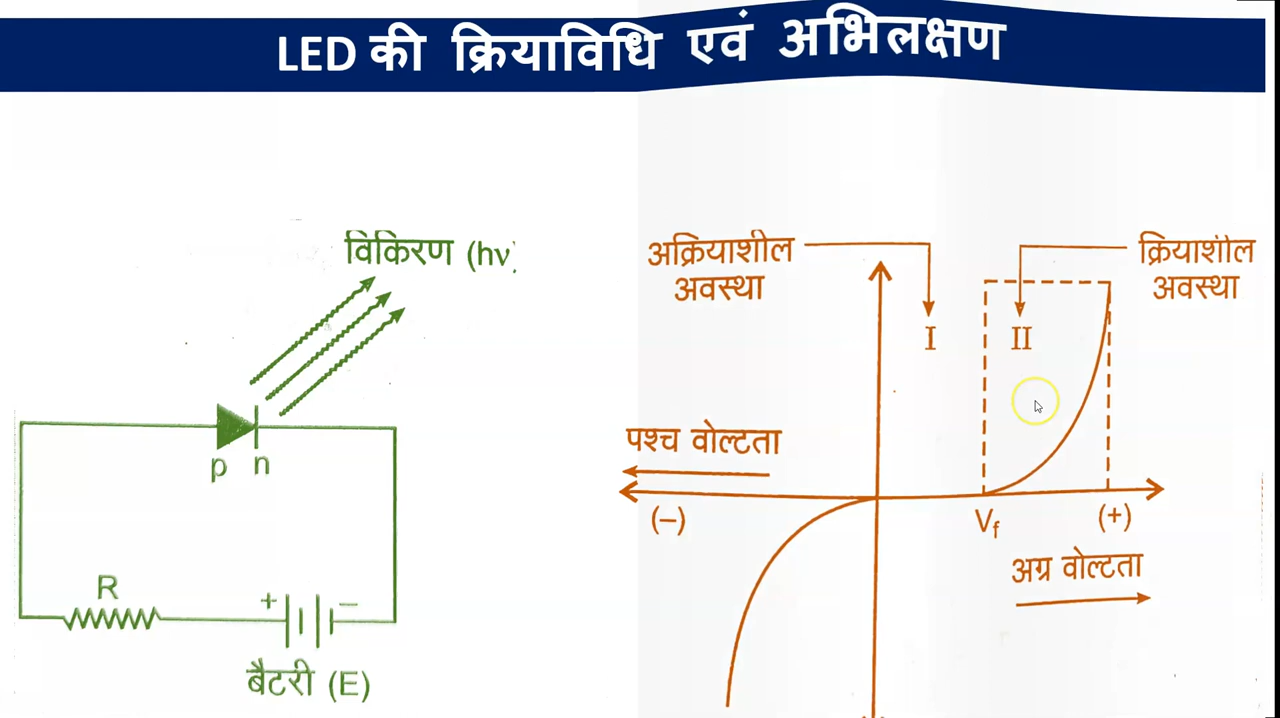 LED की क्रियाविधि एवं अभिलक्षण
विकिरण (hν)
p n
R
+ −
बैटरी (E)
अक्रियाशील
अवस्था
क्रियाशील
अवस्था
I
II
पश्च वोल्टता
(−)
Vf
(+)
अग्र वोल्टता